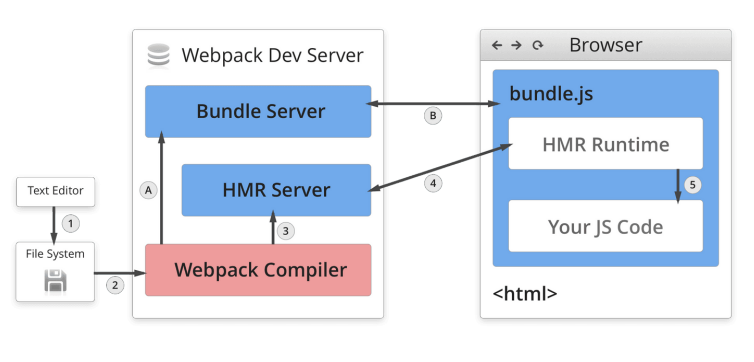 Webpack Dev Server
Browser
Bundle Server
bundle.js
B
HMR Runtime
A
HMR Server
4
5
Text Editor
1
3
Your JS Code
File System
Webpack Compiler
2
<html>